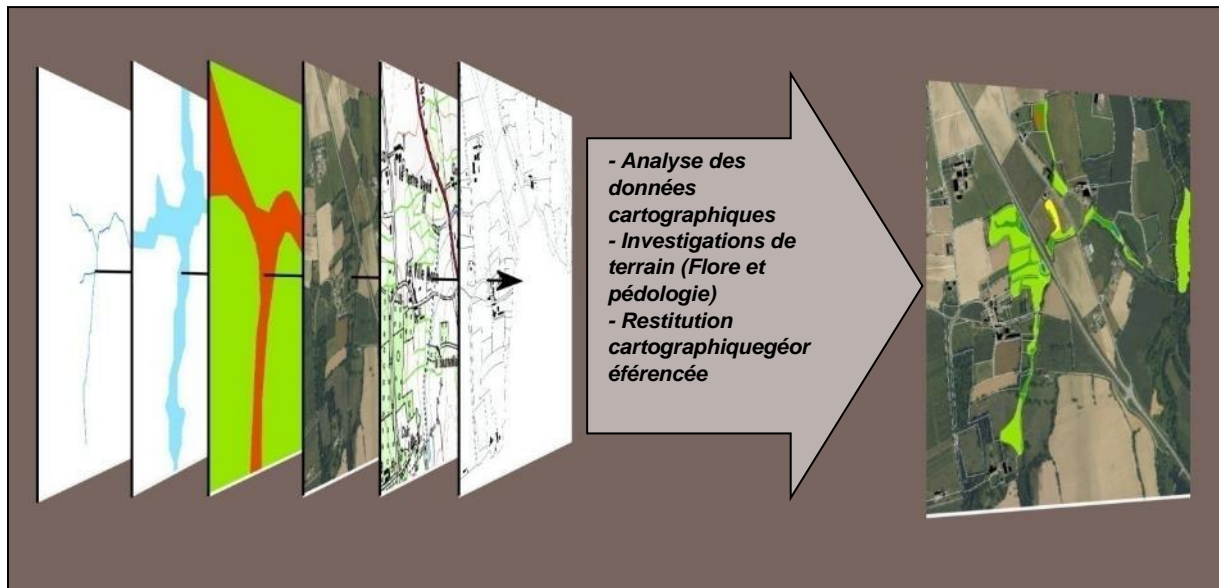 - Analyse des
données
cartographiques
- Investigations de
terrain (Flore et
pédologie)
- Restitution
cartographiquegéor
éférencée